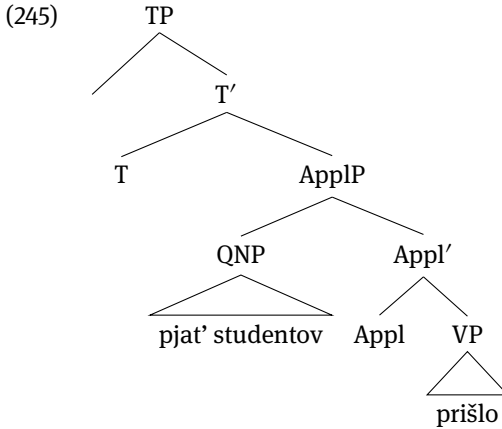 (245) TP
T′
T ApplP
QNP Appl′
pjat’ studentov Appl VP
prišlo